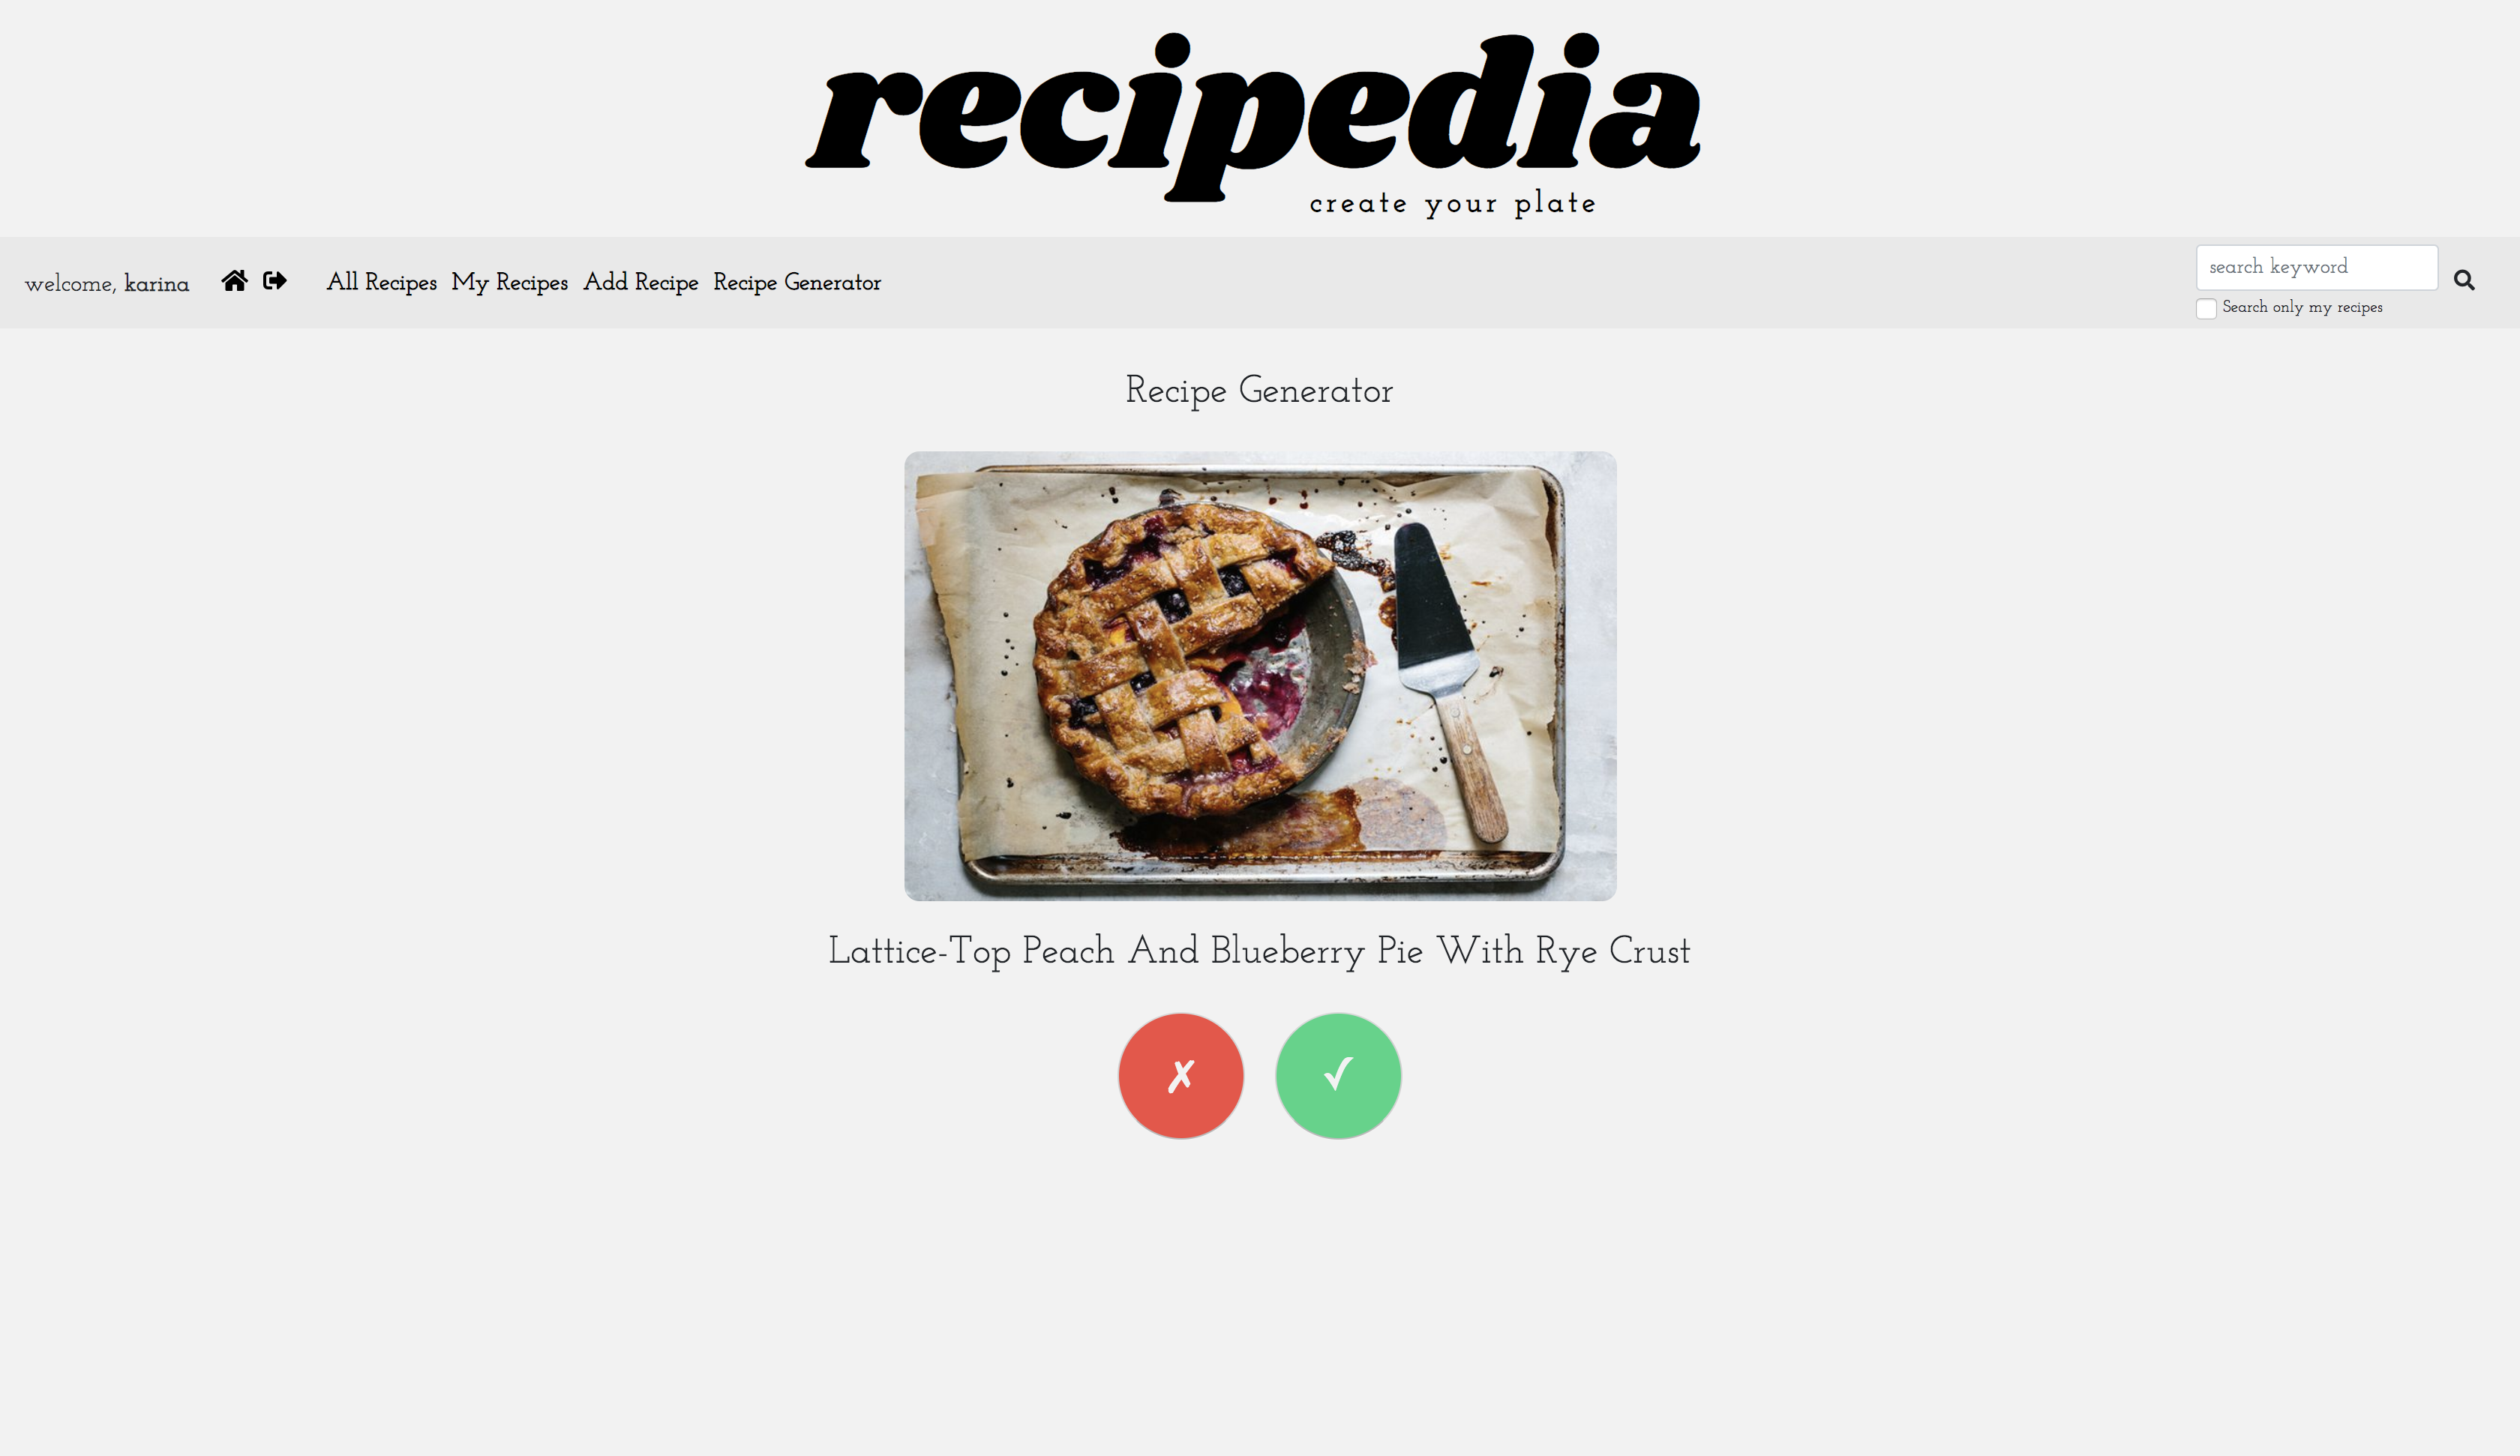 recipedia
create your plate
welcome, karina
All Recipes My Recipes Add Recipe Recipe Generator
search keyword
Search only my recipes
Recipe Generator
Lattice-Top Peach And Blueberry Pie With Rye Crust
✗ ✓